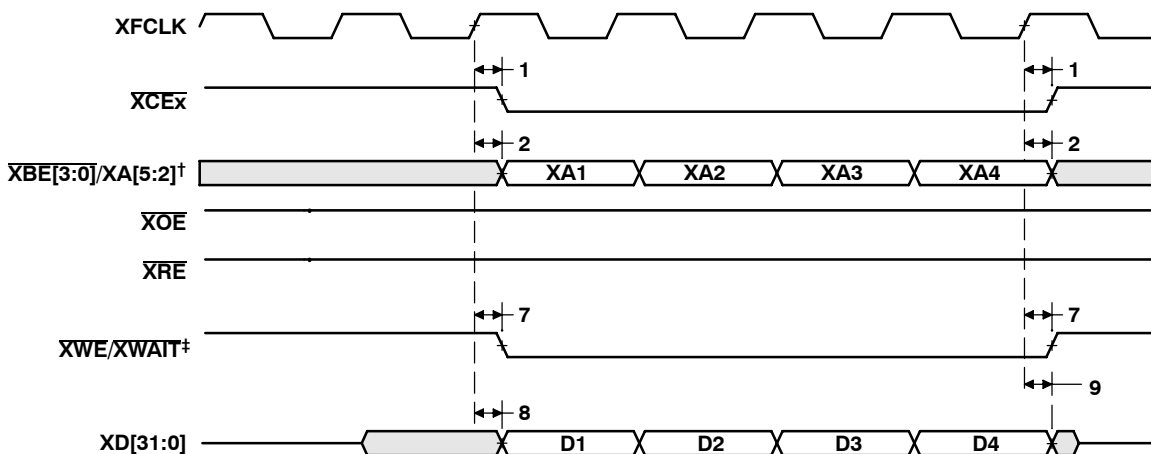 XFCLK
1 1
XCEx
2 2
XBE[3:0]/XA[5:2]† XA1 XA2 XA3 XA4
XOE
XRE
7 7
XWE/XWAIT‡
9
8
XD[31:0] D1 D2 D3 D4